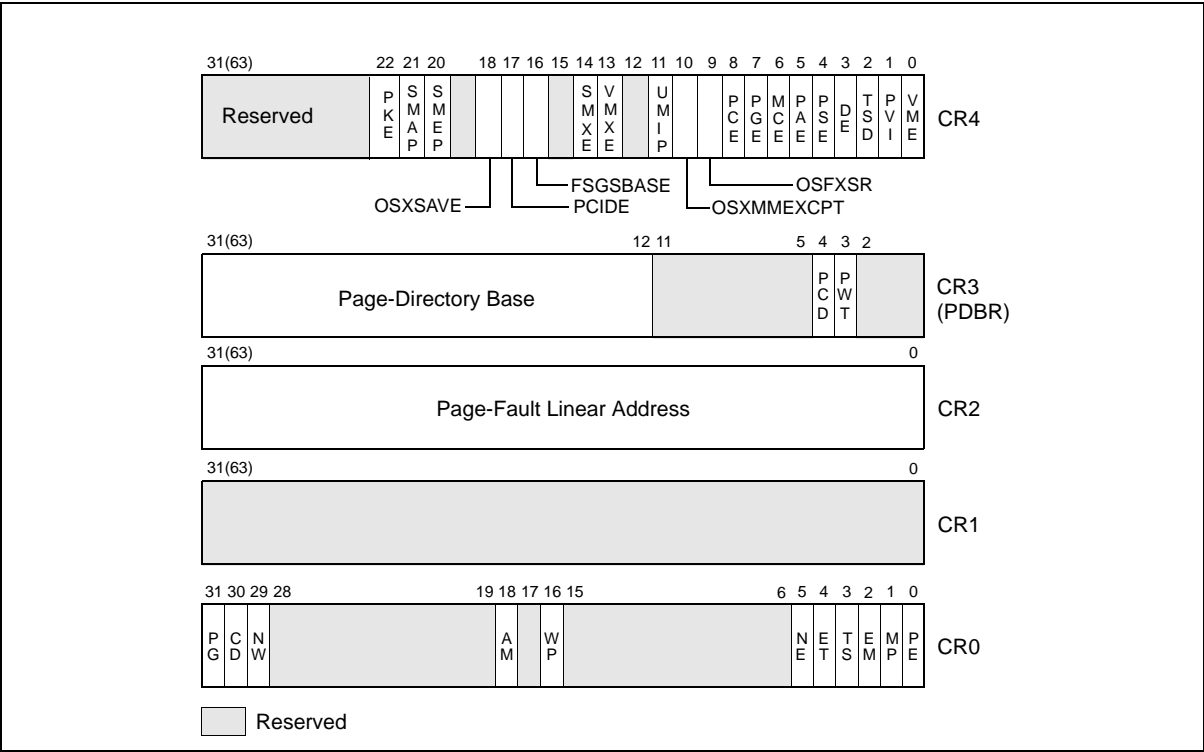 31(63) 22 21 20 18 17 16 15 14 13 12 11 10 9 8 7 6 5 4 3 2 1 0
Reserved PKE SMAP SMEP SMXE VMXE UMIP PCE PGE MCE PAE PSE DE TSD PVI VME CR4
FSGSBASE OSFXSR
OSXSAVE PCIDE OSXMMEXCPT
31(63) 12 11 5 4 3 2
Page-Directory Base PCD PWT CR3
(PDBR)
31(63) 0
Page-Fault Linear Address CR2
31(63) 0
CR1
31 30 29 28 19 18 17 16 15 6 5 4 3 2 1 0
PG CD NW AM WP NE ET TS EM MP PE CR0
Reserved